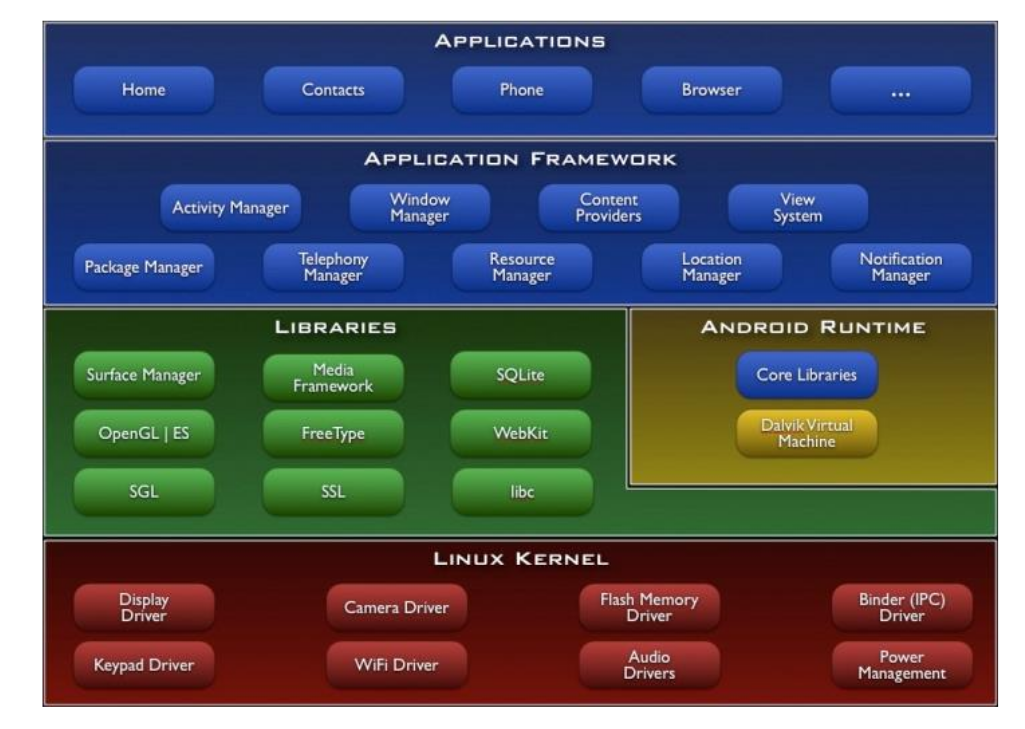 APPLICATIONS
Home
Contacts
Phone
Browser
...
APPLICATION FRAMEWORK
Activity Manager
Window
Manager
Content
Providers
View
System
Package Manager
Telephony
Manager
Resource
Manager
Location
Manager
Notification
Manager
LIBRARIES
Surface Manager
Media
Framework
SQLite
OpenGL | ES
FreeType
WebKit
SGL
SSL
libc
ANDROID RUNTIME
Core Libraries
Dalvik Virtual
Machine
LINUX KERNEL
Display
Driver
Camera Driver
Flash Memory
Driver
Binder (IPC)
Driver
Keypad Driver
WiFi Driver
Audio
Drivers
Power
Management